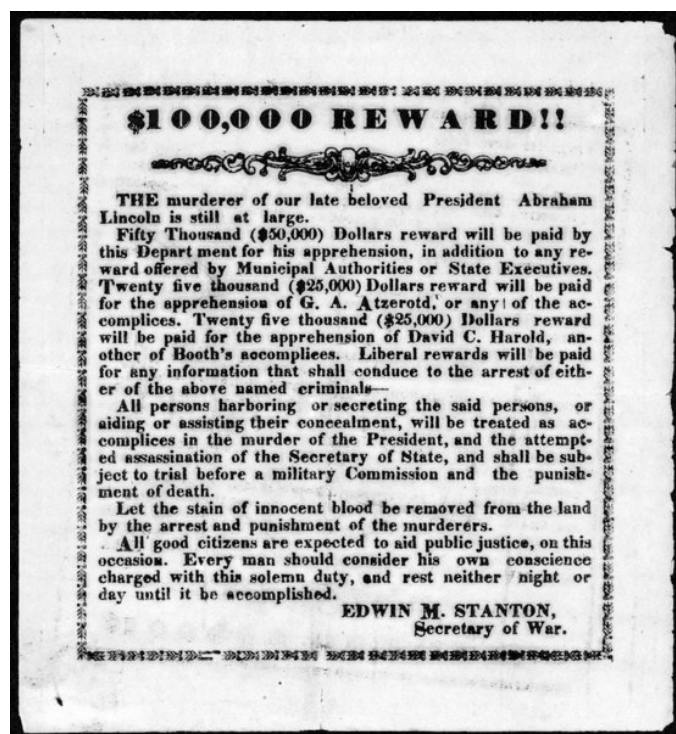 $100,000 REWARD!!
THE murderer of our late beloved President Abraham
Lincoln is still at large.
Fifty Thousand ($50,000) Dollars reward will be paid by
this Depart ment for his apprehension, in addition to any re-
ward offered by Municipal Authorities or State Executives.
Twenty five thousand ($25,000) Dollars reward will be paid
for the apprehension of G. A. Atzerotd, or any of the ac-
complices. Twenty five thousand ($25,000) Dollars reward
will be paid for the apprehension of David C. Harold, an-
other of Booth's accompliees. Liberal rewards will be paid
for any information that shall conduce to the arrest of eith-
er of the above named criminals—
All persons harboring or secreting the said persons, or
aiding or assisting their concealment, will be treated as ac-
complices in the murder of the President, and the attempt-
ed assassination of the Secretary of State, and shall be sub-
ject to trial before a military Commission and the punish-
ment of death.
Let the stain of innocent blood be removed from the land
by the arrest and punishment of the murderers.
All good citizens are expected to aid public justice, on this
occasion. Every man should consider his own conscience
charged with this solemn duty, and rest neither night or
day until it be accomplished.
EDWIN M. STANTON,
Secretary of War.